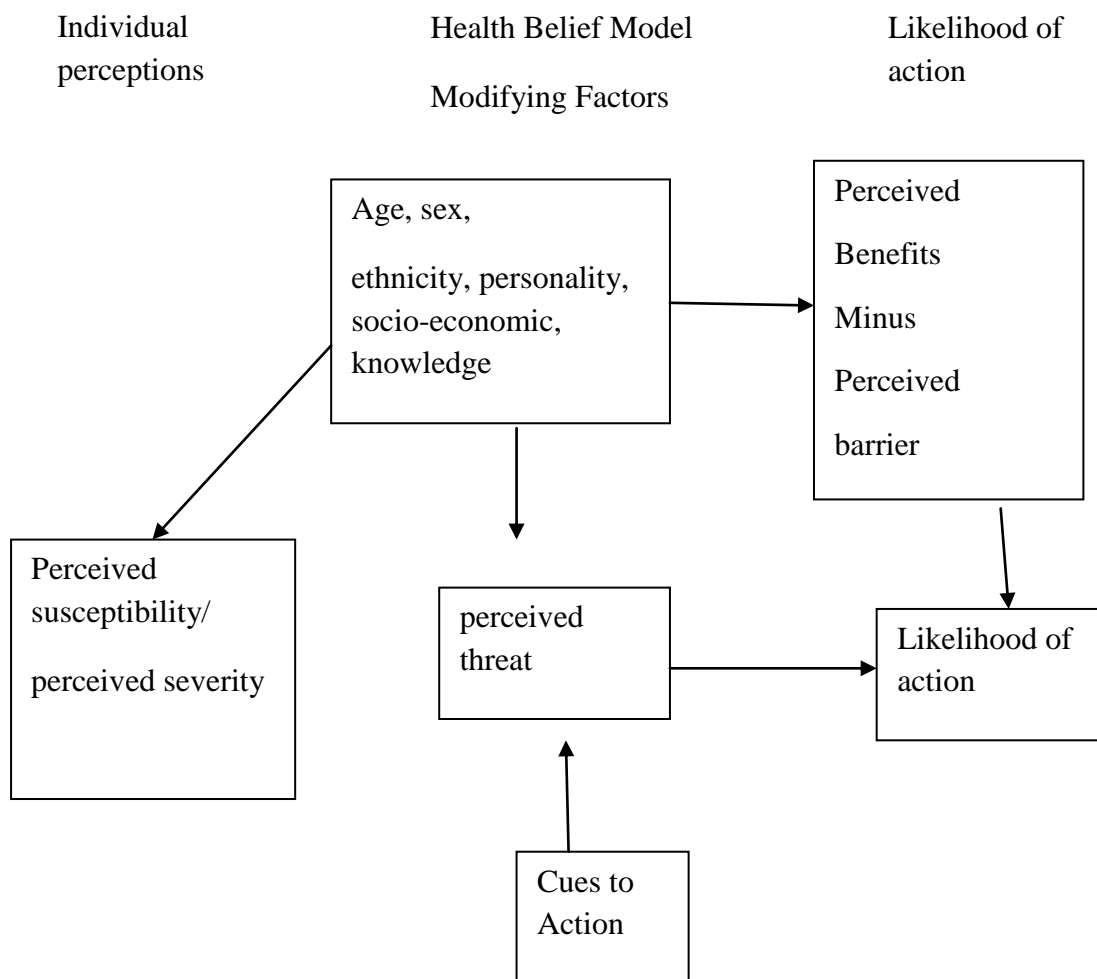 Individual
perceptions
Health Belief Model
Modifying Factors
Likelihood of
action
Age, sex,
ethnicity, personality,
socio-economic,
knowledge
Perceived
Benefits
Minus
Perceived
barrier
Perceived
susceptibility/
perceived severity
perceived
threat
Likelihood of
action
Cues to
Action